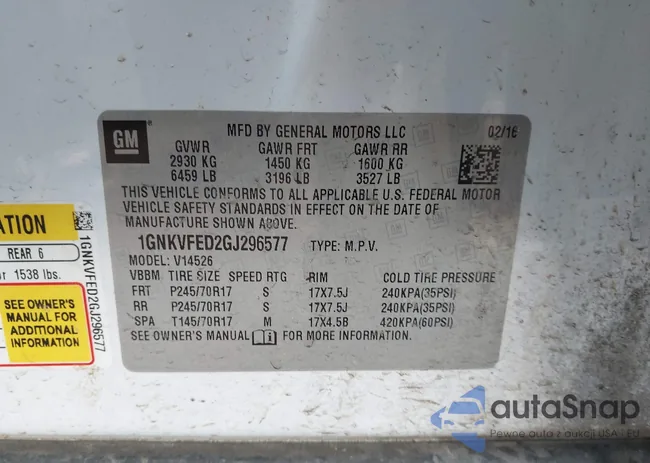 GM
MFD BY GENERAL MOTORS LLC 02/16
GVWR GAWR FRT GAWR RR
2930 KG 1450 KG 1600 KG
6459 LB 3196 LB 3527 LB
THIS VEHICLE CONFORMS TO ALL APPLICABLE U.S. FEDERAL MOTOR
VEHICLE SAFETY STANDARDS IN EFFECT ON THE DATE OF
MANUFACTURE SHOWN ABOVE.
1GNKVFED2GJ296577 TYPE: M.P.V.
MODEL: V14526
VBBM TIRE SIZE SPEED RTG RIM COLD TIRE PRESSURE
FRT P245/70R17 S 17X7.5J 240KPA(35PSI)
RR P245/70R17 S 17X7.5J 240KPA(35PSI)
SPA T145/70R17 M 17X4.5B 420KPA(60PSI)
SEE OWNER'S MANUAL FOR MORE INFORMATION.
ATION
REAR 6
1538 lbs.
SEE OWNER'S
MANUAL FOR
ADDITIONAL
INFORMATION
1GNKVFED2GJ296577
autaSnap
Pewne auto z aukcji USA i EU